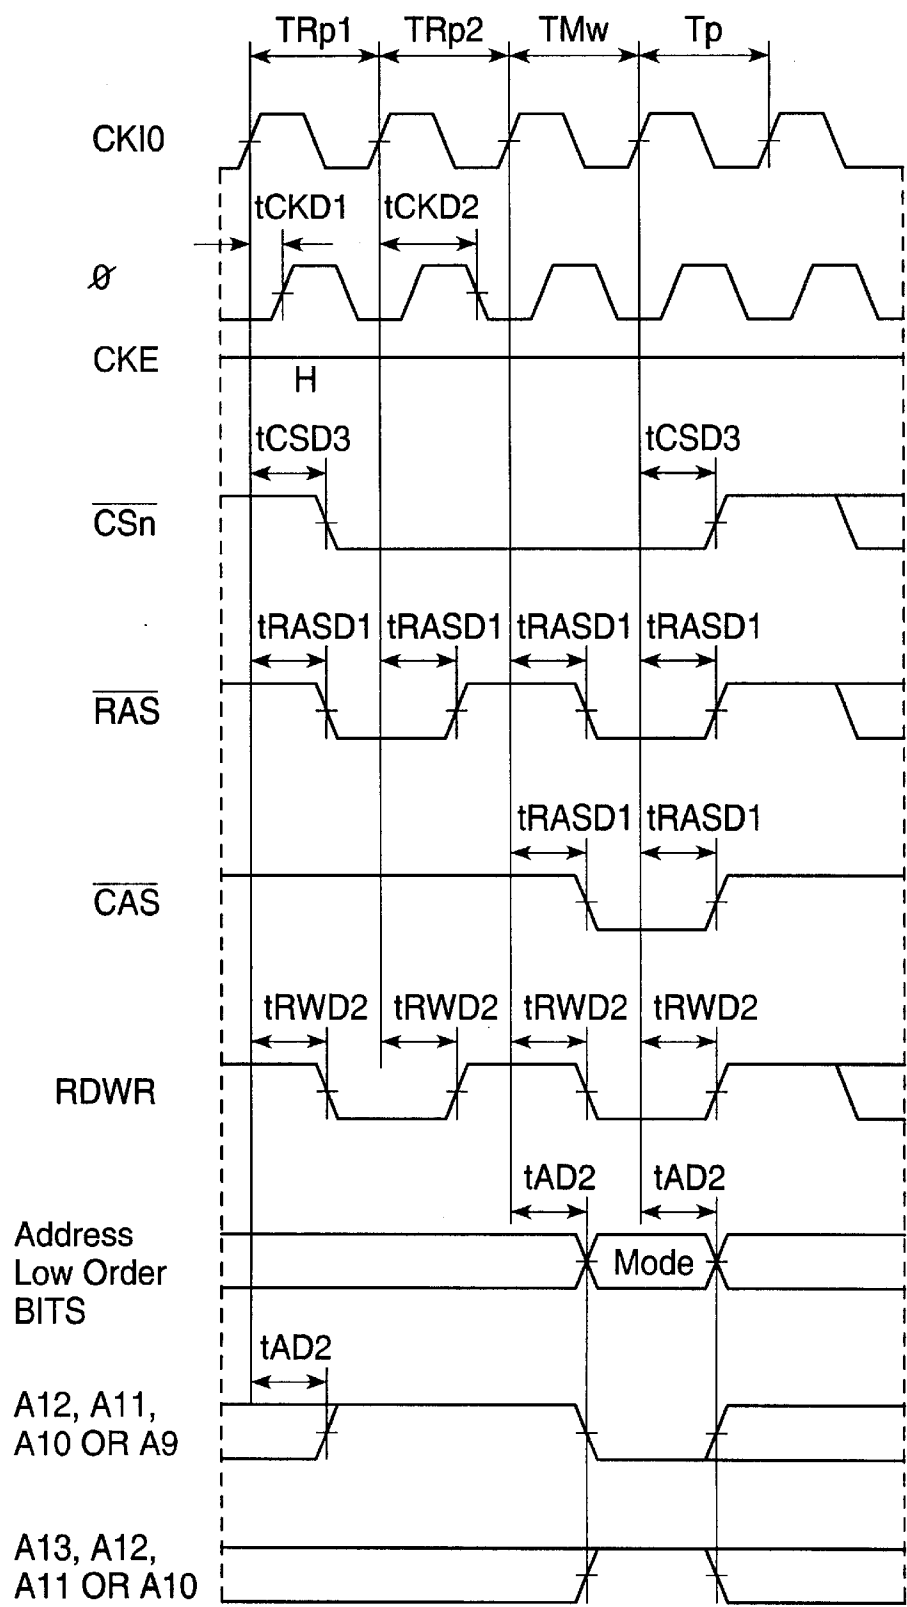 TRp1 TRp2 TMw Tp
CKI0
tCKD1 tCKD2
Ø
CKE
H
tCSD3 tCSD3
CSn
tRASD1 tRASD1 tRASD1 tRASD1
RAS
tRASD1 tRASD1
CAS
tRWD2 tRWD2 tRWD2 tRWD2
RDWR
tAD2 tAD2
Address
Low Order Mode
BITS
tAD2
A12, A11,
A10 OR A9
A13, A12,
A11 OR A10